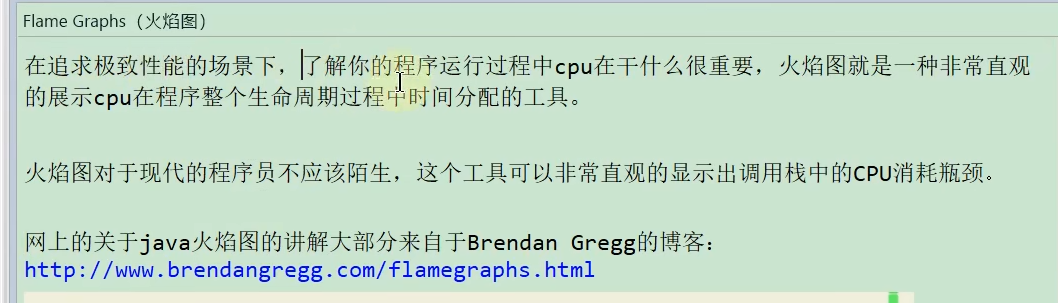 Flame Graphs（火焰图）
在追求极致性能的场景下，了解你的程序运行过程中cpu在干什么很重要，火焰图就是一种非常直观
的展示cpu在程序整个生命周期过程中时间分配的工具。
火焰图对于现代的程序员不应该陌生，这个工具可以非常直观的显示出调用栈中的CPU消耗瓶颈。
网上的关于java火焰图的讲解大部分来自于Brendan Gregg的博客：
http://www.brendangregg.com/flamegraphs.html